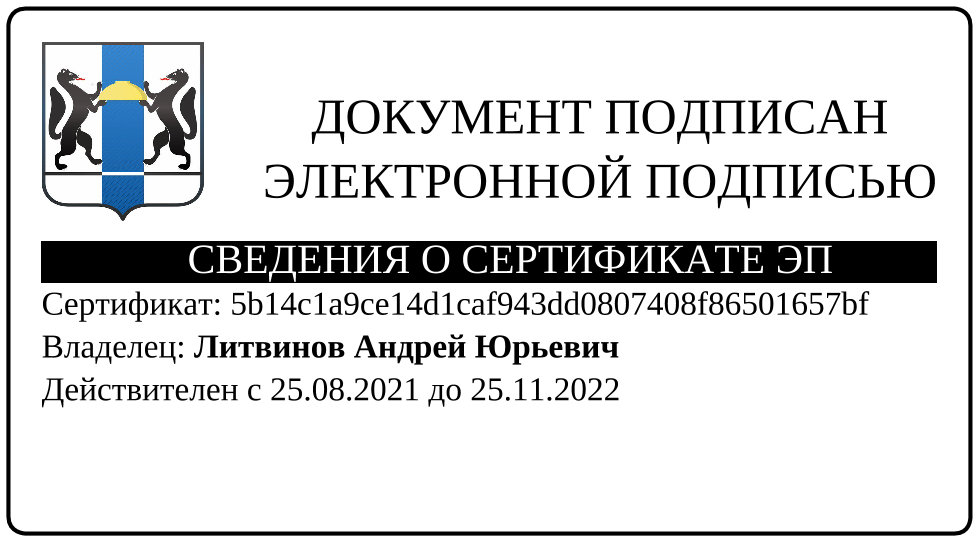 ДОКУМЕНТ ПОДПИСАН
ЭЛЕКТРОННОЙ ПОДПИСЬЮ
СВЕДЕНИЯ О СЕРТИФИКАТЕ ЭП
Сертификат: 5b14c1a9ce14d1caf943dd0807408f86501657bf
Владелец: Литвинов Андрей Юрьевич
Действителен с 25.08.2021 до 25.11.2022